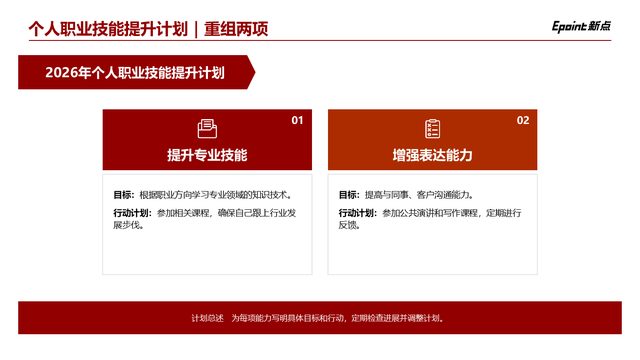 个人职业技能提升计划｜重组两项
Epoint新点
2026年个人职业技能提升计划
01
提升专业技能
目标：根据职业方向学习专业领域的知识技术。
行动计划：参加相关课程，确保自己跟上行业发
展步伐。
02
增强表达能力
目标：提高与同事、客户沟通能力。
行动计划：参加公共演讲和写作课程，定期进行
反馈。
计划总述　为每项能力写明具体目标和行动，定期检查进展并调整计划。